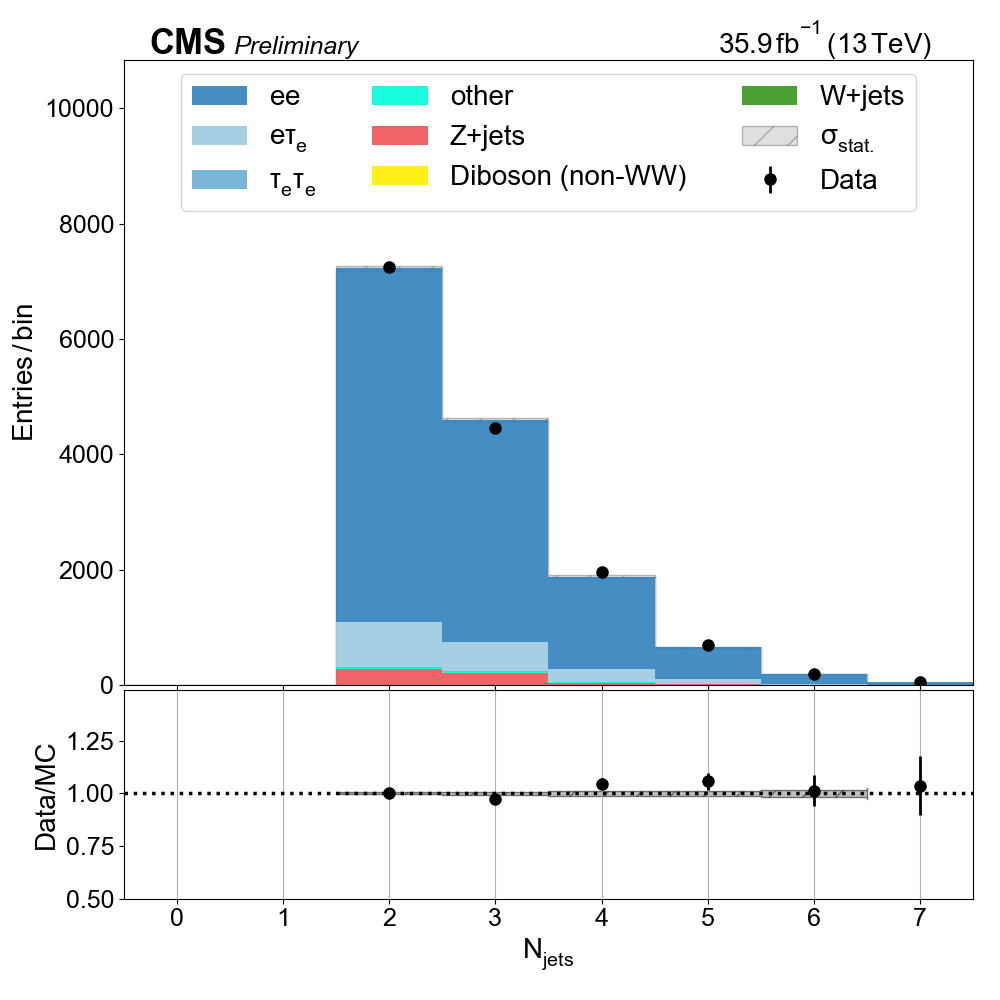 CMS Preliminary 35.9 fb⁻¹ (13 TeV)
ee other W+jets
eτₑ Z+jets σstat.
τₑτₑ Diboson (non-WW) Data
10000
8000
6000
4000
2000
0
Entries / bin
1.25
1.00
0.75
0.50
Data/MC
0 1 2 3 4 5 6 7
Njets